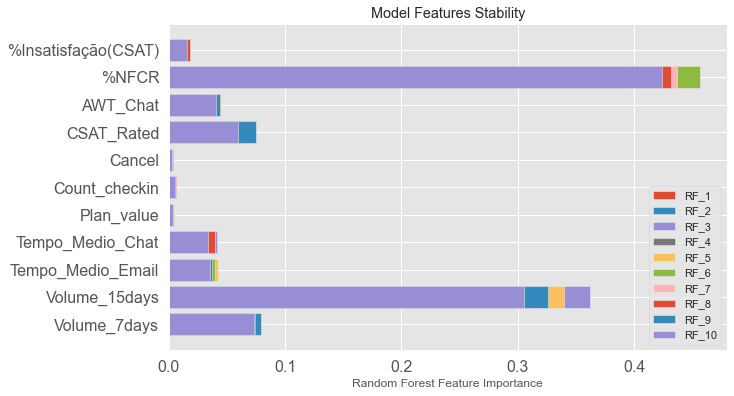 Model Features Stability
%Insatisfação(CSAT)
%NFCR
AWT_Chat
CSAT_Rated
Cancel
Count_checkin
Plan_value
Tempo_Medio_Chat
Tempo_Medio_Email
Volume_15days
Volume_7days
RF_1
RF_2
RF_3
RF_4
RF_5
RF_6
RF_7
RF_8
RF_9
RF_10
0.0 0.1 0.2 0.3 0.4
Random Forest Feature Importance